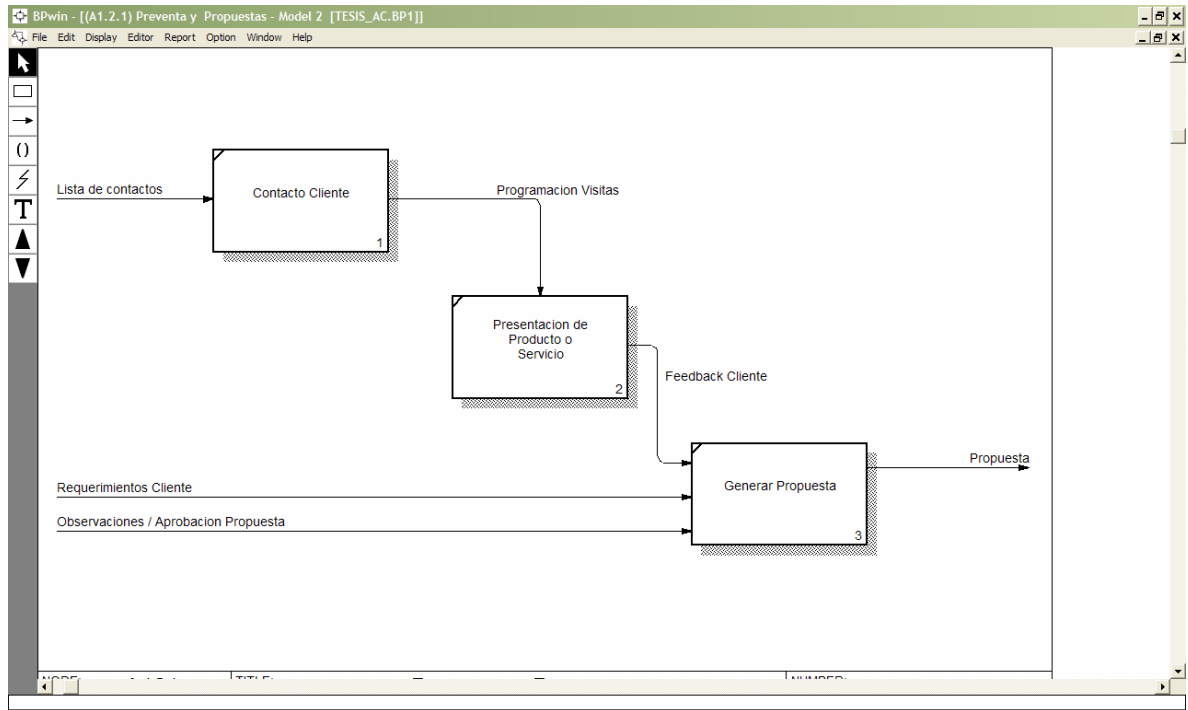 BPwin - [(A1.2.1) Preventa y Propuestas - Model 2 [TESIS_AC.BP1]]
File Edit Display Editor Report Option Window Help
T
Lista de contactos
Contacto Cliente
1
Programacion Visitas
Presentacion de
Producto o
Servicio
2
Feedback Cliente
Requerimientos Cliente
Observaciones / Aprobacion Propuesta
Generar Propuesta
3
Propuesta
NODE:
TITLE:
NUMBER: